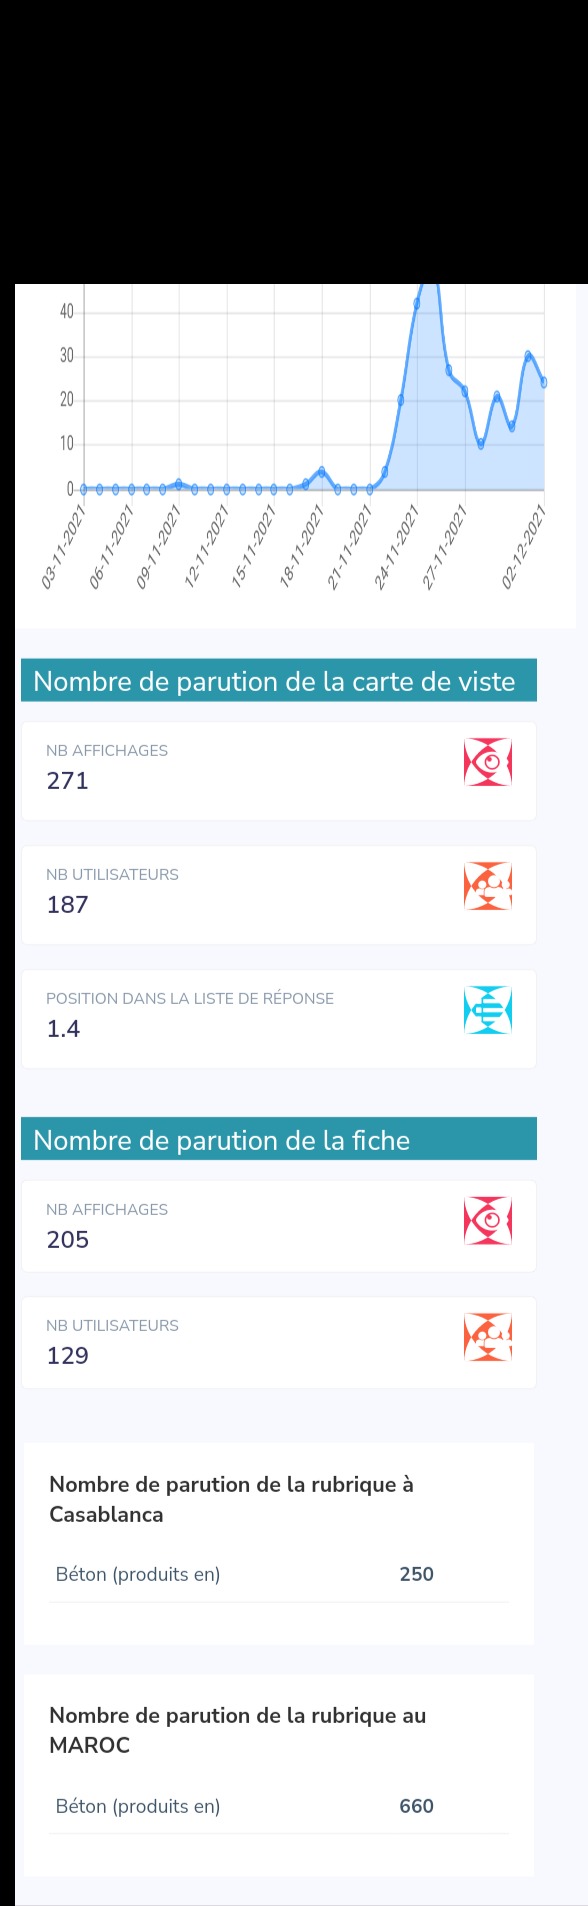 40
30
20
10
0
03-11-2021
06-11-2021
09-11-2021
12-11-2021
15-11-2021
18-11-2021
21-11-2021
24-11-2021
27-11-2021
02-12-2021
Nombre de parution de la carte de viste
NB AFFICHAGES
271
NB UTILISATEURS
187
POSITION DANS LA LISTE DE RÉPONSE
1.4
Nombre de parution de la fiche
NB AFFICHAGES
205
NB UTILISATEURS
129
Nombre de parution de la rubrique à
Casablanca
Béton (produits en) 250
Nombre de parution de la rubrique au
MAROC
Béton (produits en) 660